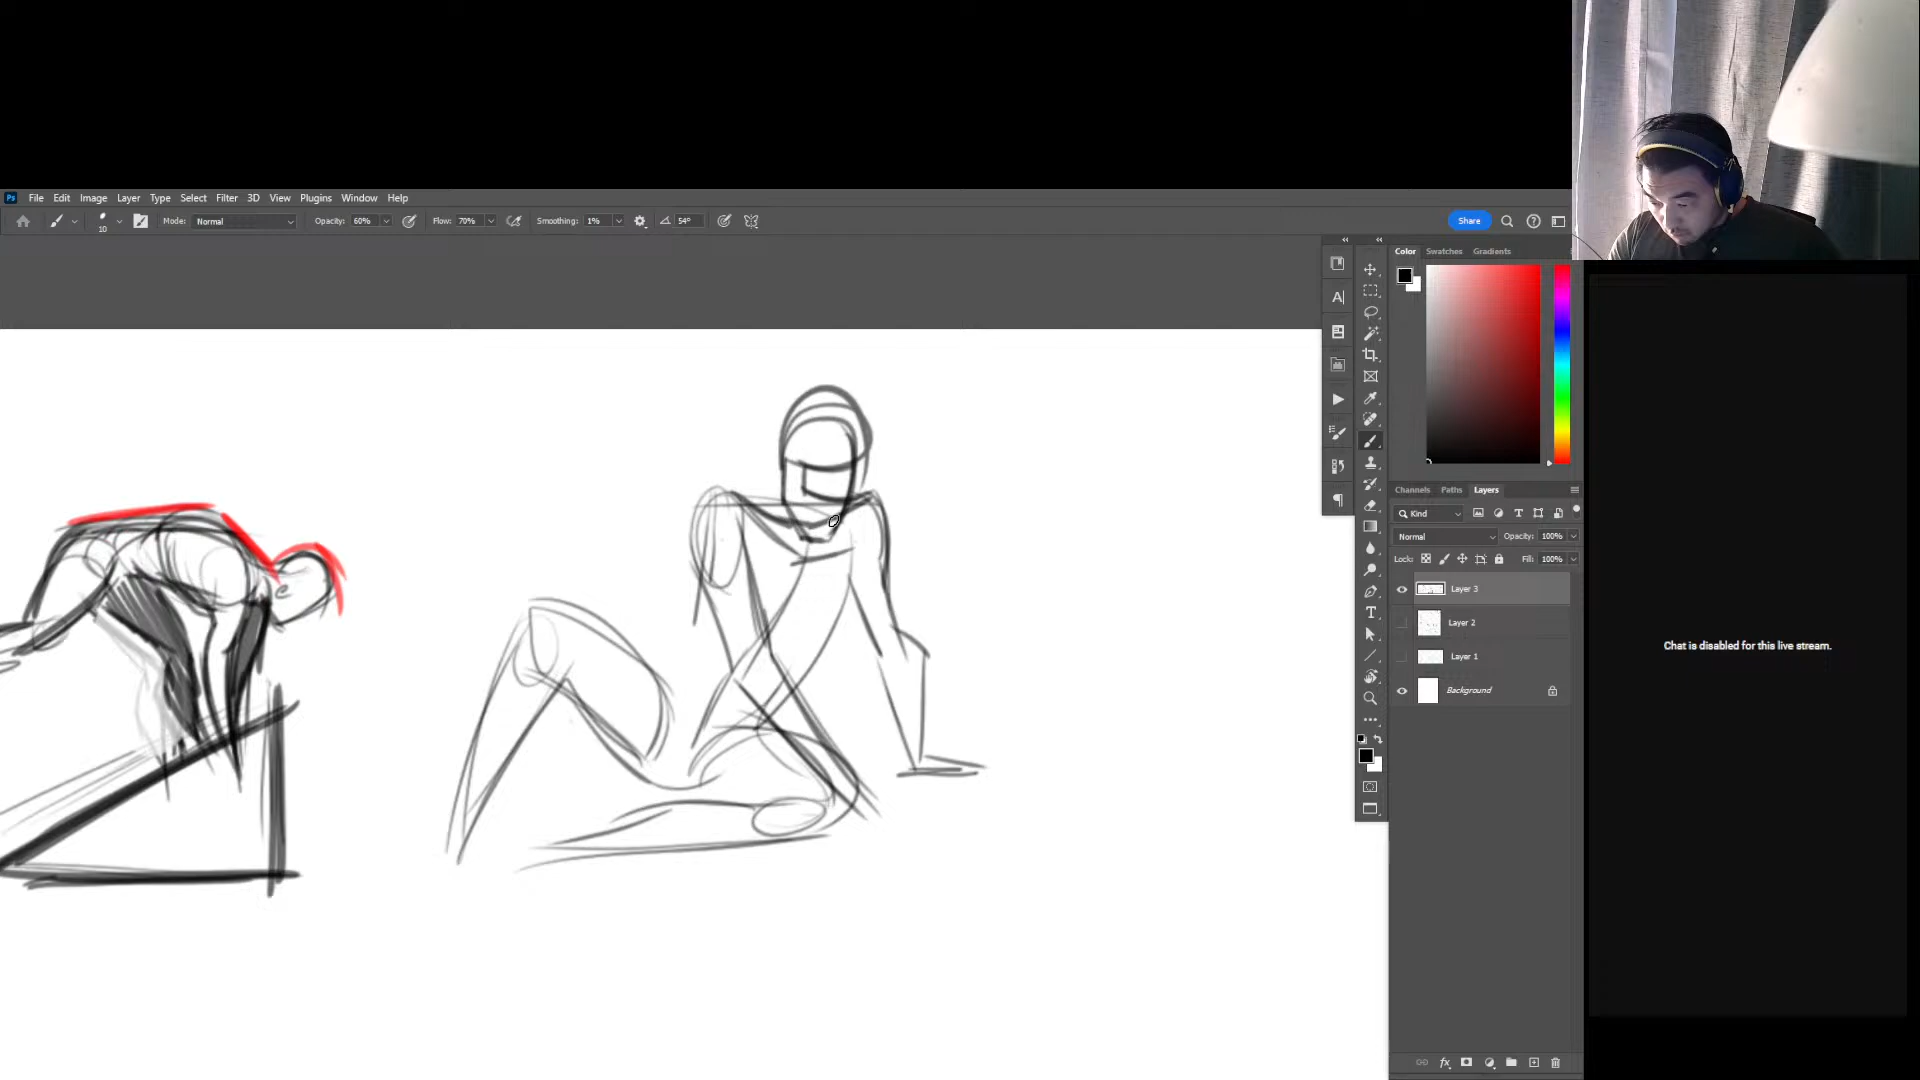 Ps File Edit Image Layer Type Select Filter 3D View Plugins Window Help
10 Mode: Normal Opacity: 60% Flow: 70% Smoothing: 1% 54° Share
Color Swatches Gradients
Channels Paths Layers
Kind
Normal Opacity: 100%
Lock: Fill: 100%
Layer 3
Layer 2
Layer 1
Background
Chat is disabled for this live stream.